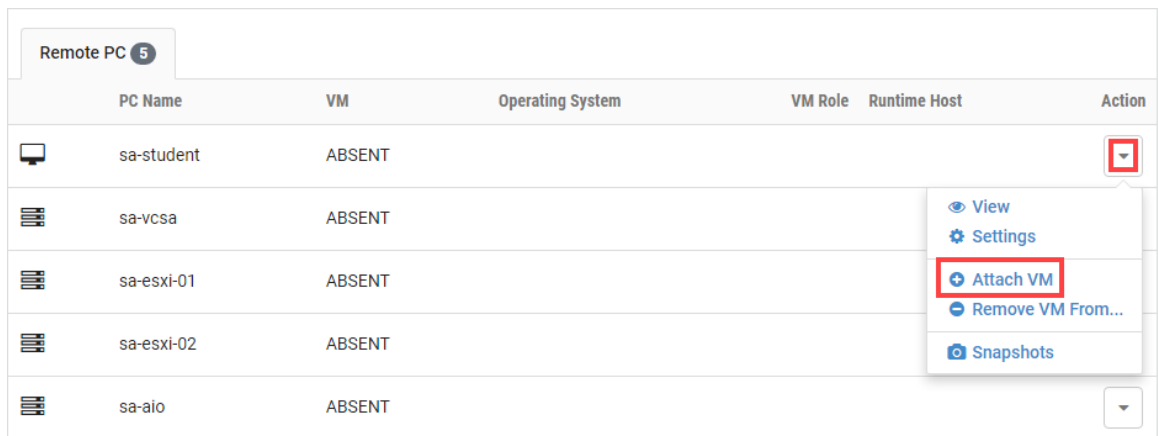 Remote PC 5
PC Name VM Operating System VM Role Runtime Host Action
sa-student ABSENT
sa-vcsa ABSENT
sa-esxi-01 ABSENT
sa-esxi-02 ABSENT
sa-aio ABSENT
View
Settings
Attach VM
Remove VM From...
Snapshots